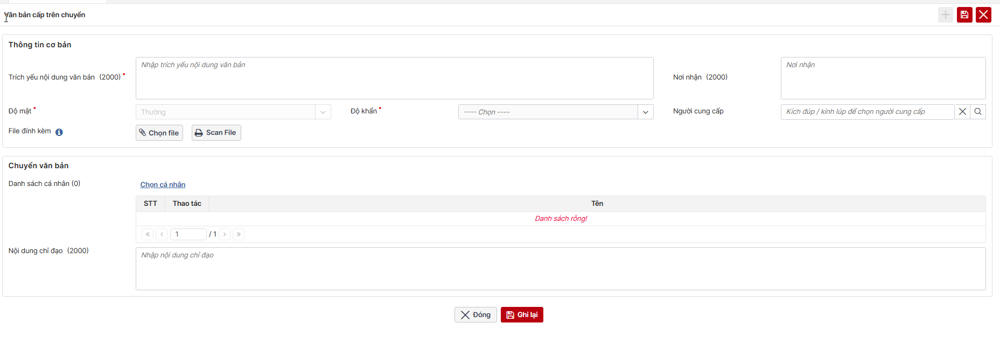 Văn bản cấp trên chuyển
Thông tin cơ bản
Trích yếu nội dung văn bản (2000) *
Nhập trích yếu nội dung văn bản
Nơi nhận (2000)
Nơi nhận
Độ mật *
Thường
Độ khẩn *
---- Chọn ----
Người cung cấp
Kích đúp / kính lúp để chọn người cung cấp
File đính kèm
Chọn file
Scan File
Chuyển văn bản
Danh sách cá nhân (0)
Chọn cá nhân
STT Thao tác Tên
Danh sách rỗng!
« ‹ 1 / 1 › »
Nội dung chỉ đạo (2000)
Nhập nội dung chỉ đạo
Đóng
Ghi lại